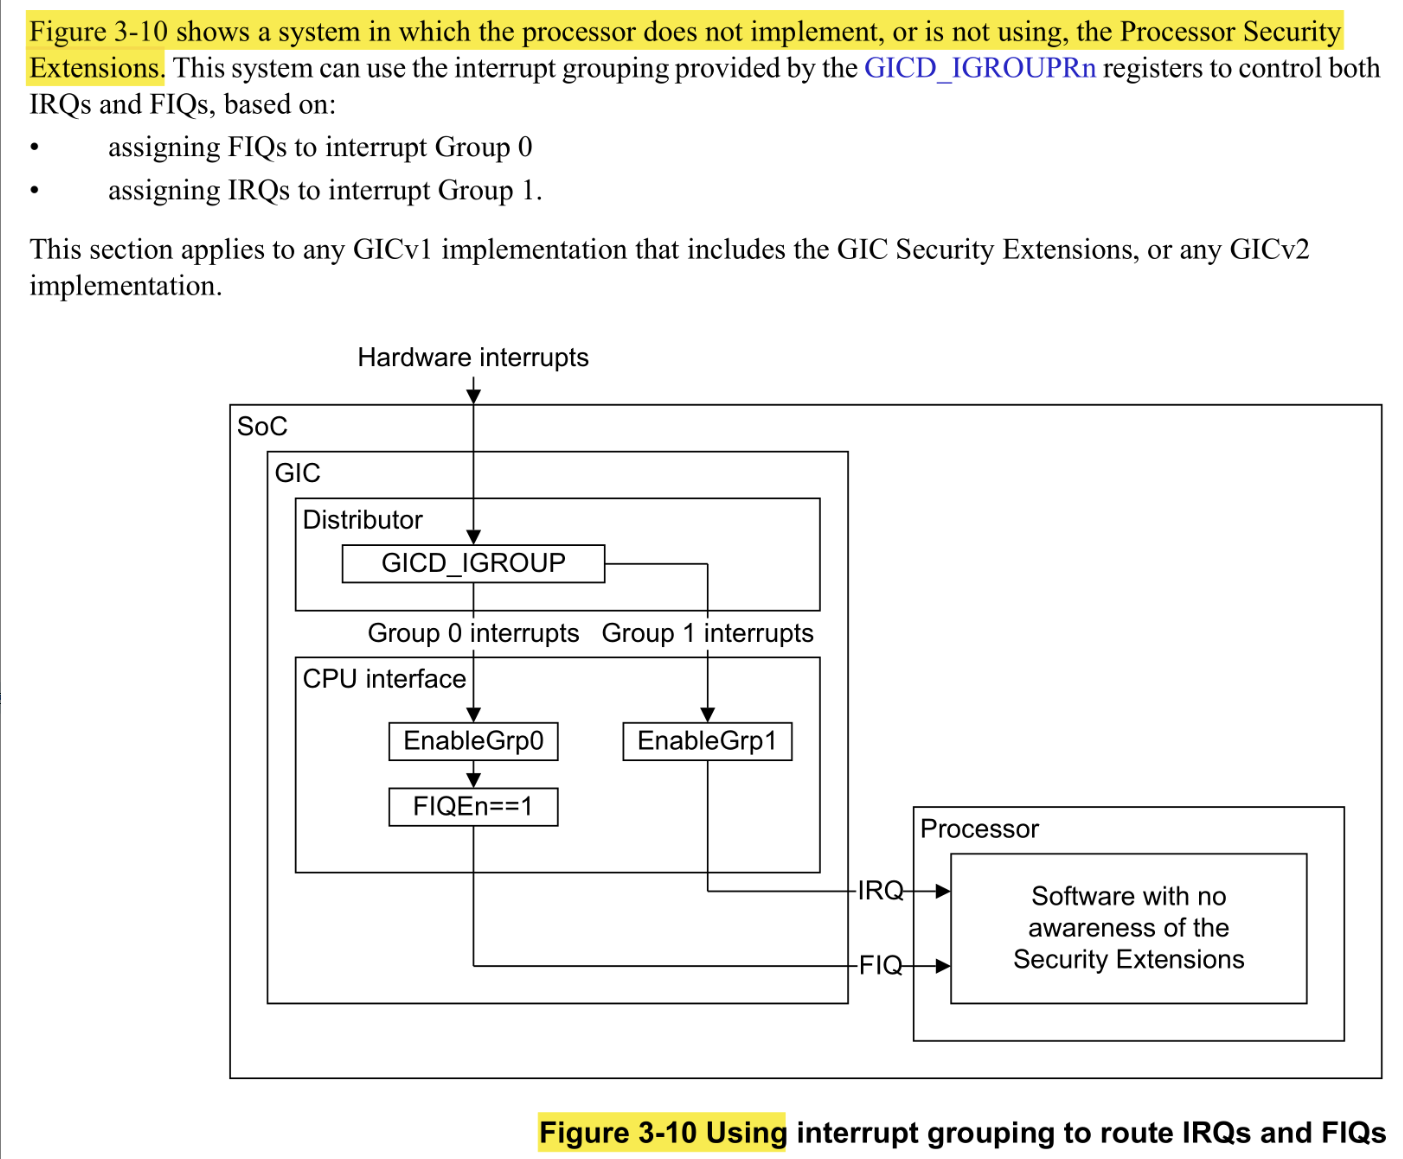 Figure 3-10 shows a system in which the processor does not implement, or is not using, the Processor Security
Extensions. This system can use the interrupt grouping provided by the GICD_IGROUPRn registers to control both
IRQs and FIQs, based on:
• assigning FIQs to interrupt Group 0
• assigning IRQs to interrupt Group 1.
This section applies to any GICv1 implementation that includes the GIC Security Extensions, or any GICv2
implementation.
Hardware interrupts
SoC
GIC
Distributor
GICD_IGROUP
Group 0 interrupts Group 1 interrupts
CPU interface
EnableGrp0 EnableGrp1
FIQEn==1
Processor
IRQ
Software with no
awareness of the
Security Extensions
FIQ
Figure 3-10 Using interrupt grouping to route IRQs and FIQs